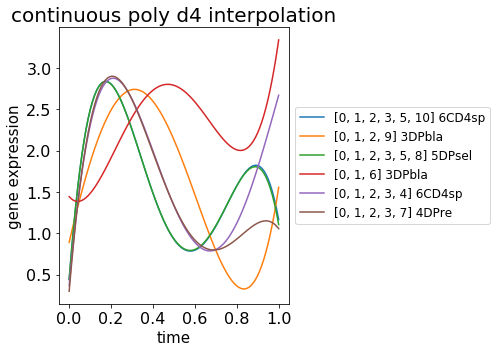 continuous poly d4 interpolation
gene expression
3.0
2.5
2.0
1.5
1.0
0.5
0.0 0.2 0.4 0.6 0.8 1.0
time
[0, 1, 2, 3, 5, 10] 6CD4sp
[0, 1, 2, 9] 3DPbla
[0, 1, 2, 3, 5, 8] 5DPsel
[0, 1, 6] 3DPbla
[0, 1, 2, 3, 4] 6CD4sp
[0, 1, 2, 3, 7] 4DPre